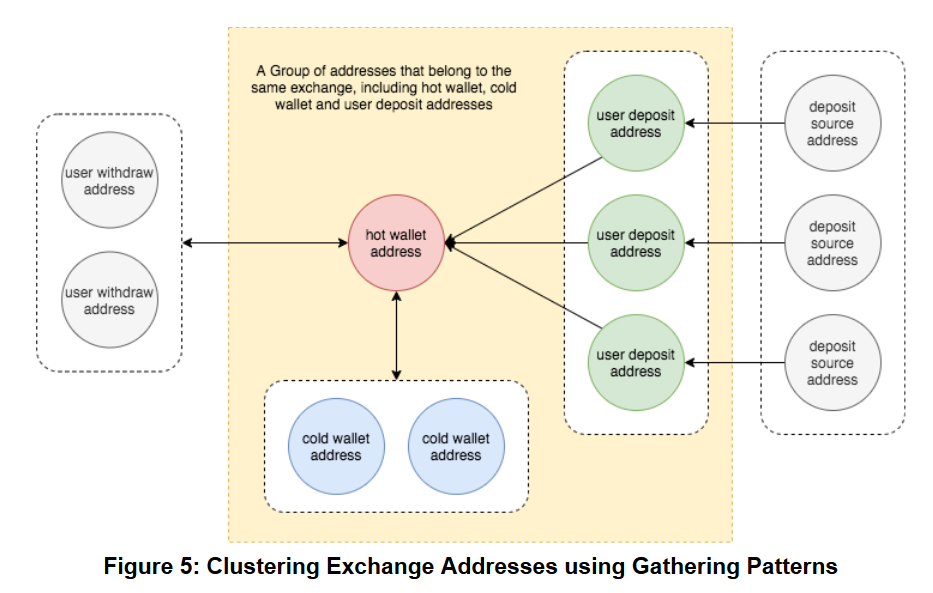 A Group of addresses that belong to the
same exchange, including hot wallet, cold
wallet and user deposit addresses
user withdraw
address
user withdraw
address
hot wallet
address
cold wallet
address
cold wallet
address
user deposit
address
user deposit
address
user deposit
address
deposit
source
address
deposit
source
address
deposit
source
address
Figure 5: Clustering Exchange Addresses using Gathering Patterns